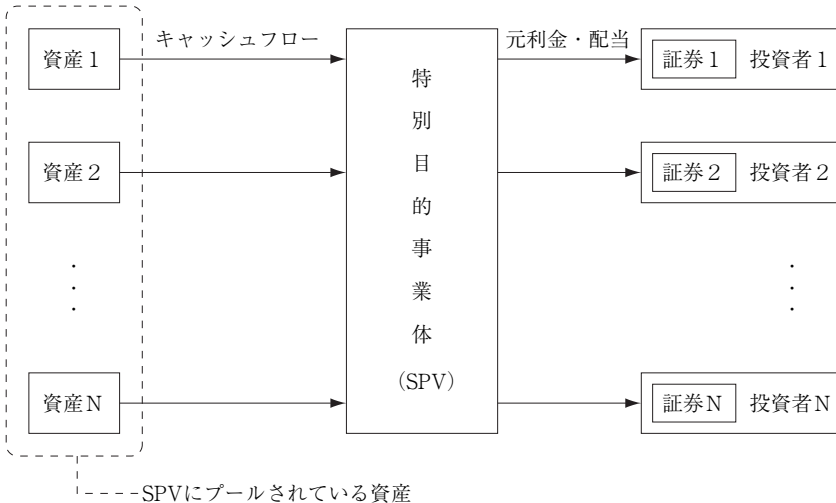 キャッシュフロー
元利金・配当
資産1
特別目的事業体
(SPV)
証券1 投資者1
資産2
証券2 投資者2
資産N
証券N 投資者N
SPVにプールされている資産